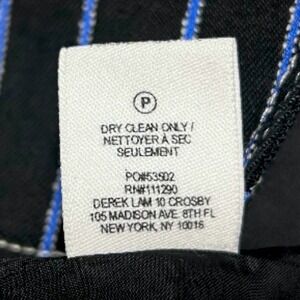 P
DRY CLEAN ONLY /
NETTOYER À SEC
SEULEMENT
PO#53502
RN#111290
DEREK LAM 10 CROSBY
105 MADISON AVE. 8TH FL
NEW YORK, NY 10016